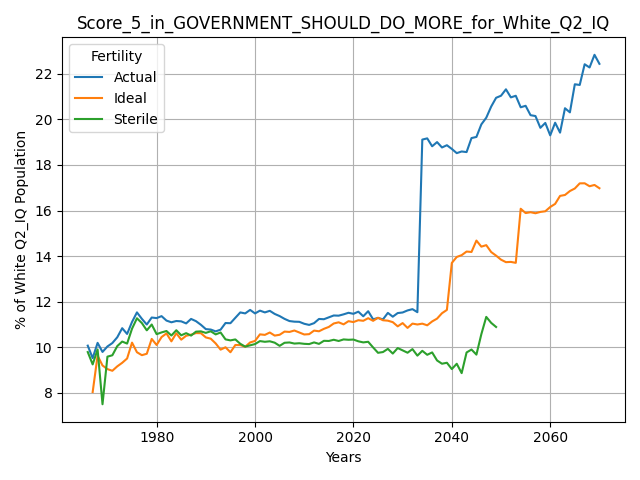 Score_5_in_GOVERNMENT_SHOULD_DO_MORE_for_White_Q2_IQ
Fertility
Actual
Ideal
Sterile
% of White Q2_IQ Population
22
20
18
16
14
12
10
8
1980
2000
2020
2040
2060
Years